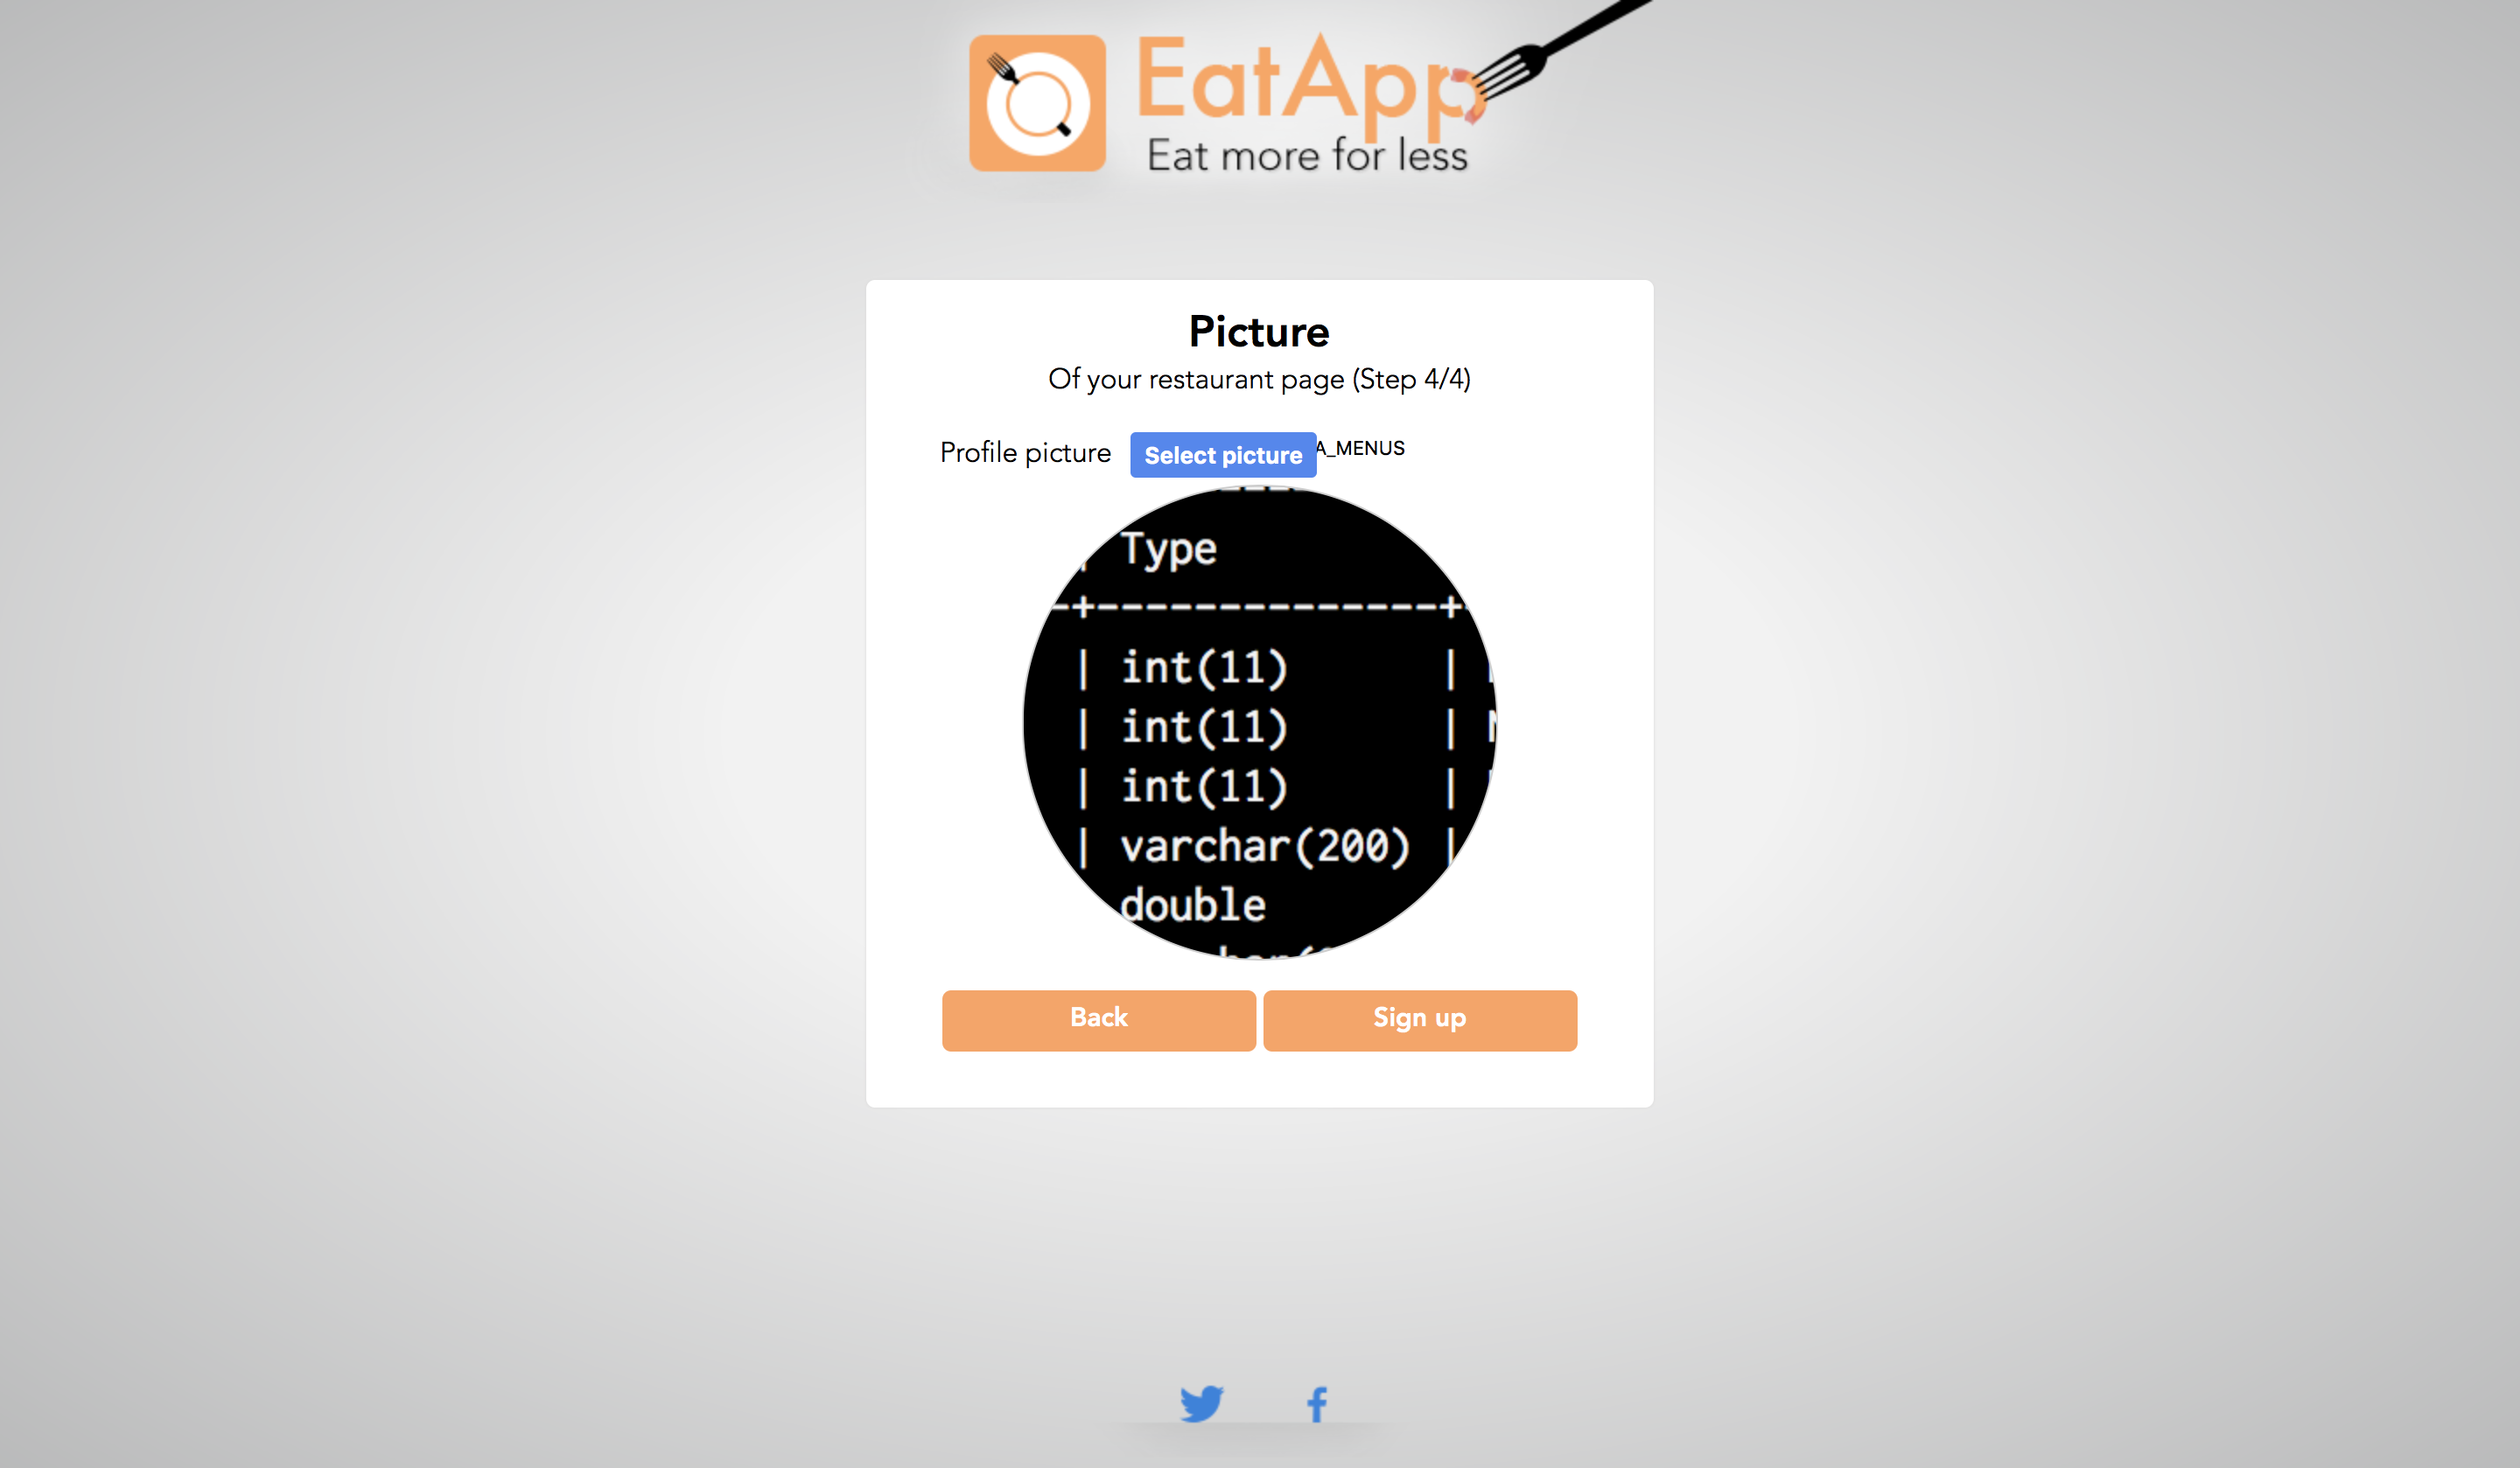 EatApp
Eat more for less
Picture
Of your restaurant page (Step 4/4)
Profile picture Select picture A_MENUS
Type
-+--------------+-
| int(11) |
| int(11) |
| int(11) |
| varchar(200) |
double
Back Sign up